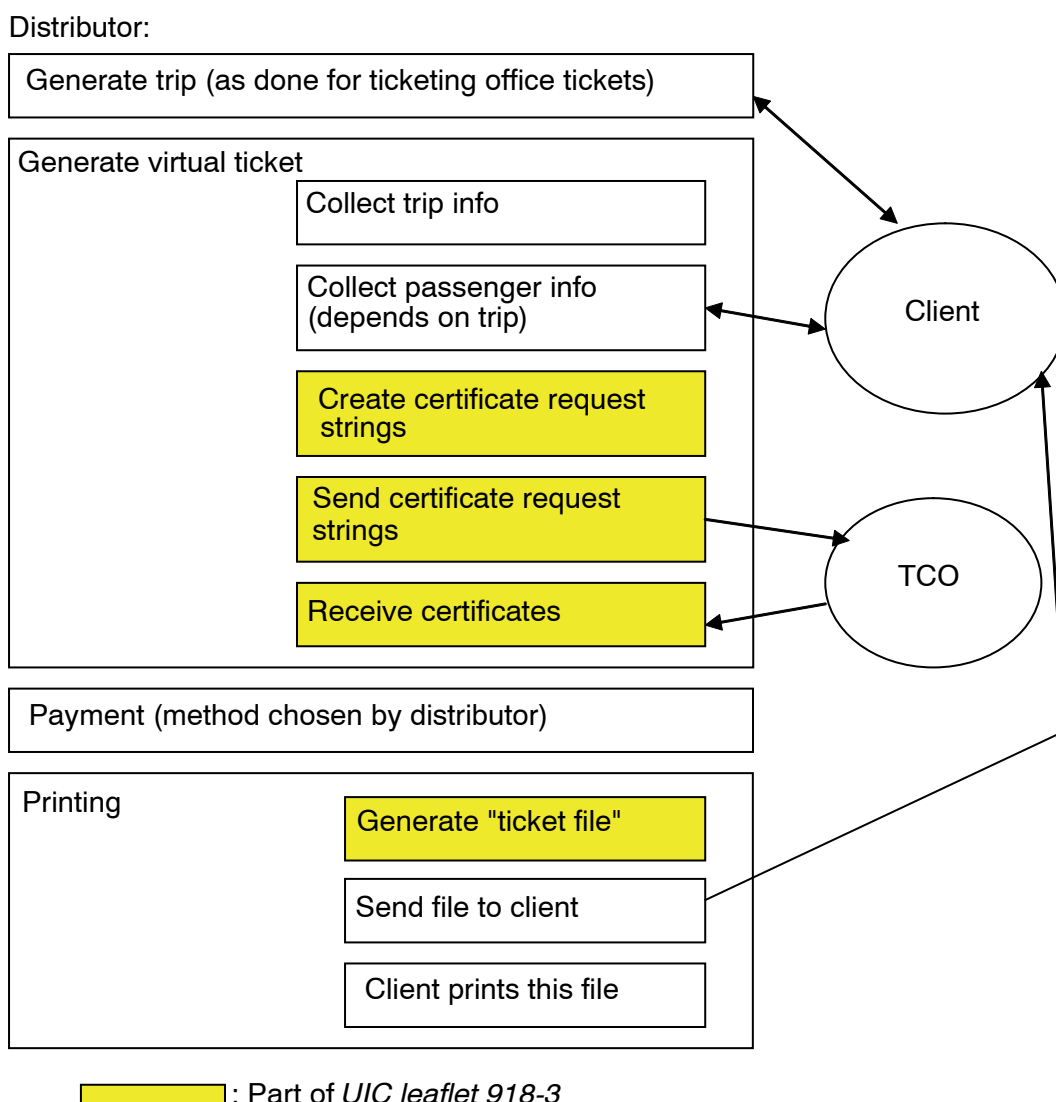 Distributor:
Generate trip (as done for ticketing office tickets)
Generate virtual ticket
Collect trip info
Collect passenger info
(depends on trip)
Create certificate request
strings
Send certificate request
strings
Receive certificates
Client
TCO
Payment (method chosen by distributor)
Printing
Generate "ticket file"
Send file to client
Client prints this file
: Part of UIC leaflet 918-3